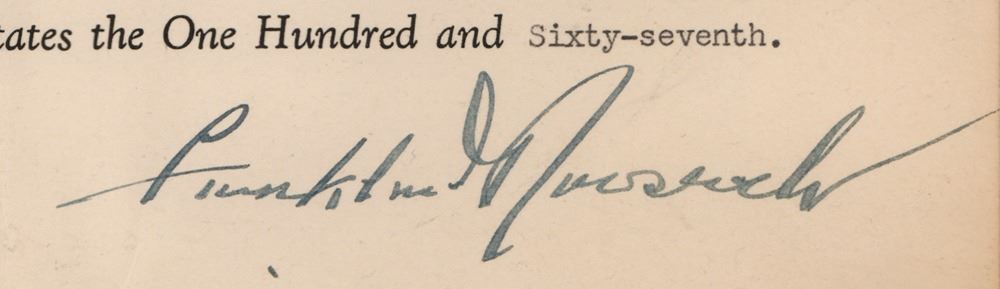 tates the One Hundred and Sixty-seventh.
Franklin D Roosevelt